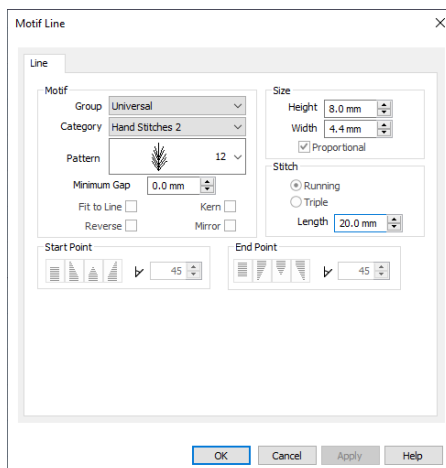 Motif Line
Line
Motif
Group Universal
Category Hand Stitches 2
Pattern 12
Minimum Gap 0.0 mm
Fit to Line Kern
Reverse Mirror
Size
Height 8.0 mm
Width 4.4 mm
Proportional
Stitch
Running
Triple
Length 20.0 mm
Start Point
45
End Point
45
OK Cancel Apply Help